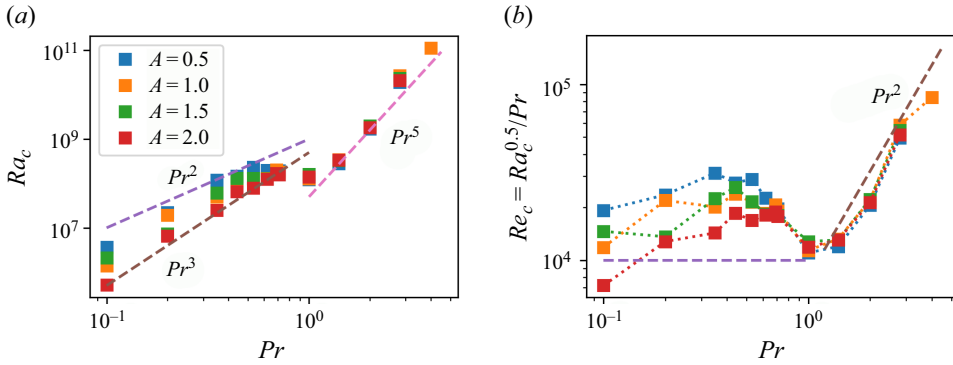 (a)
10^11
10^9
10^7
Ra_c
A = 0.5
A = 1.0
A = 1.5
A = 2.0
Pr^2
Pr^3
Pr^5
10^−1
10^0
Pr
(b)
10^5
10^4
Re_c = Ra_c^0.5/Pr
Pr^2
10^−1
10^0
Pr